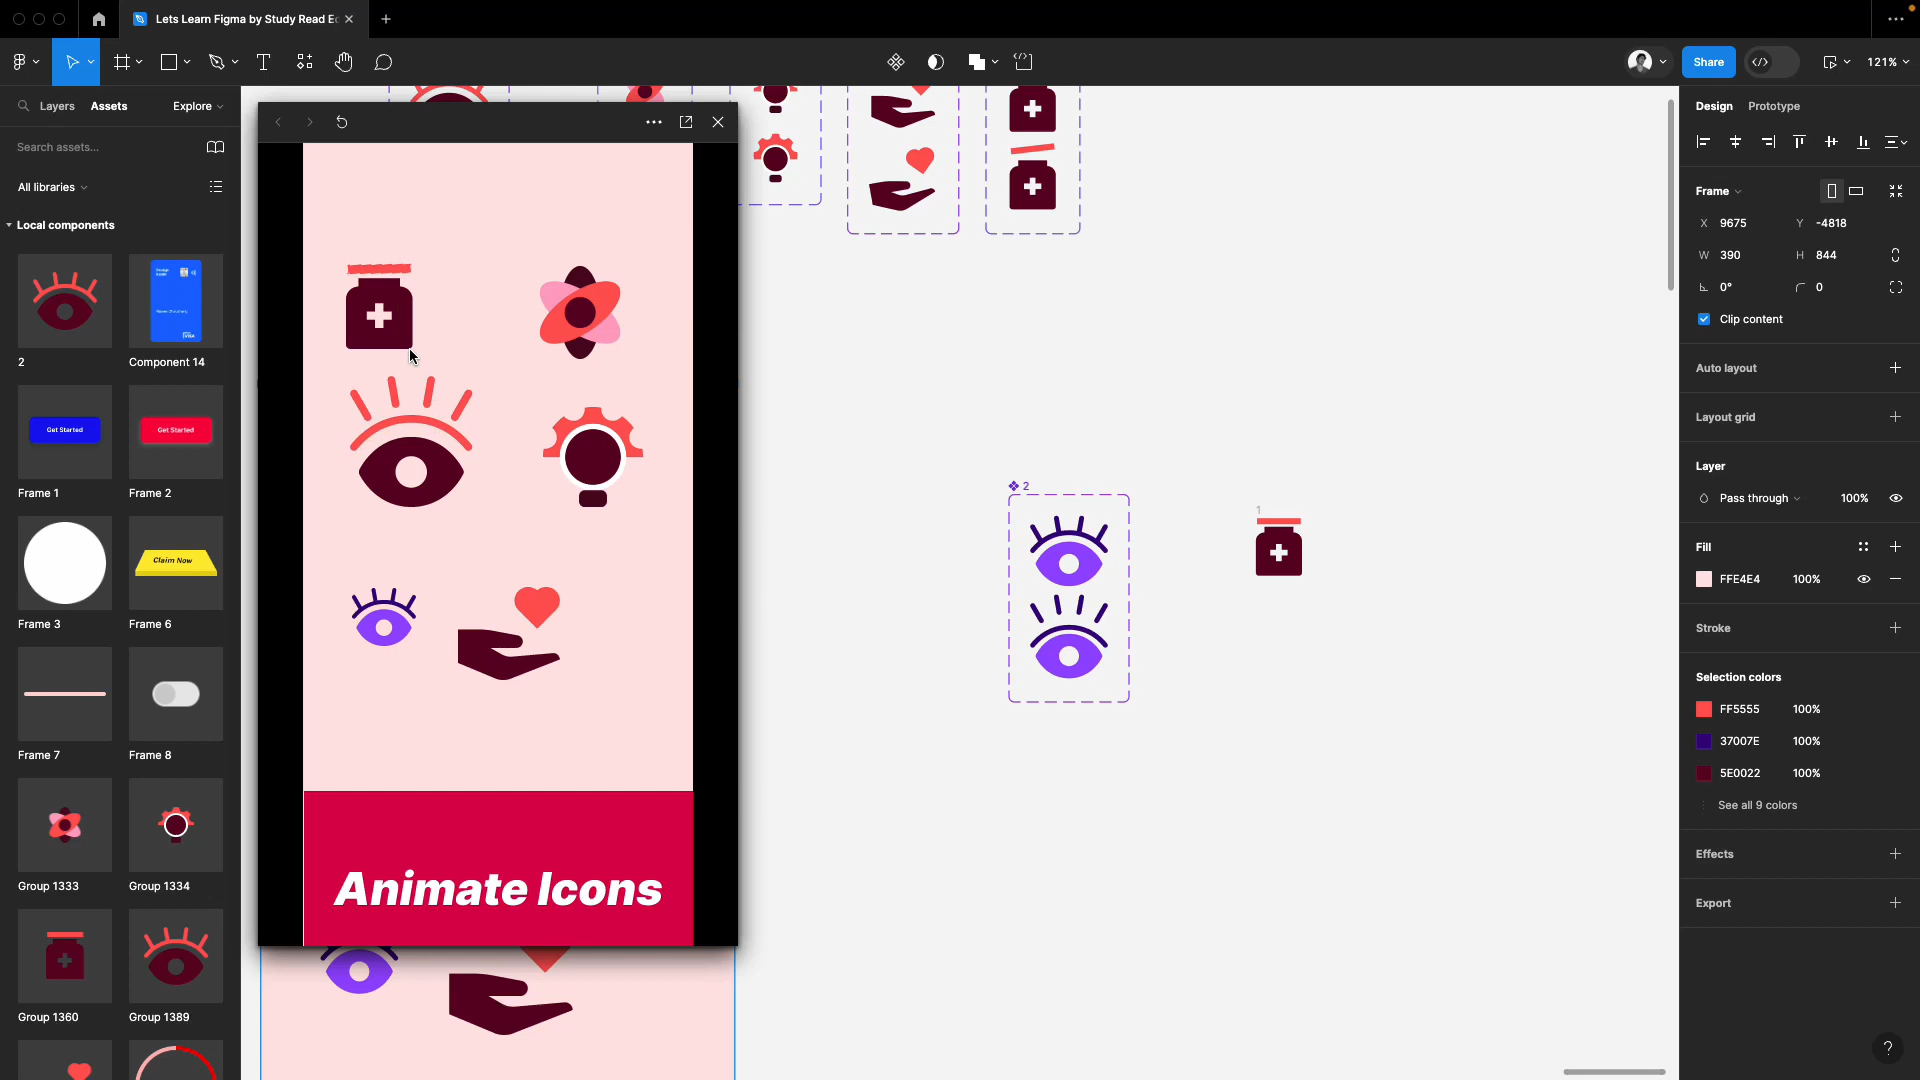 Lets Learn Figma by Study Read Ed
Share
121%
Layers
Assets
Explore
Search assets...
All libraries
Local components
2
Component 14
Get Started
Get Started
Frame 1
Frame 2
Claim Now
Frame 3
Frame 6
Frame 7
Frame 8
Group 1333
Group 1334
Group 1360
Group 1389
Animate Icons
2
1
Design
Prototype
Frame
X 9675
Y -4818
W 390
H 844
0°
0
Clip content
Auto layout
Layout grid
Layer
Pass through
100%
Fill
FFE4E4
100%
Stroke
Selection colors
FF5555
100%
37007E
100%
5E0022
100%
See all 9 colors
Effects
Export
?